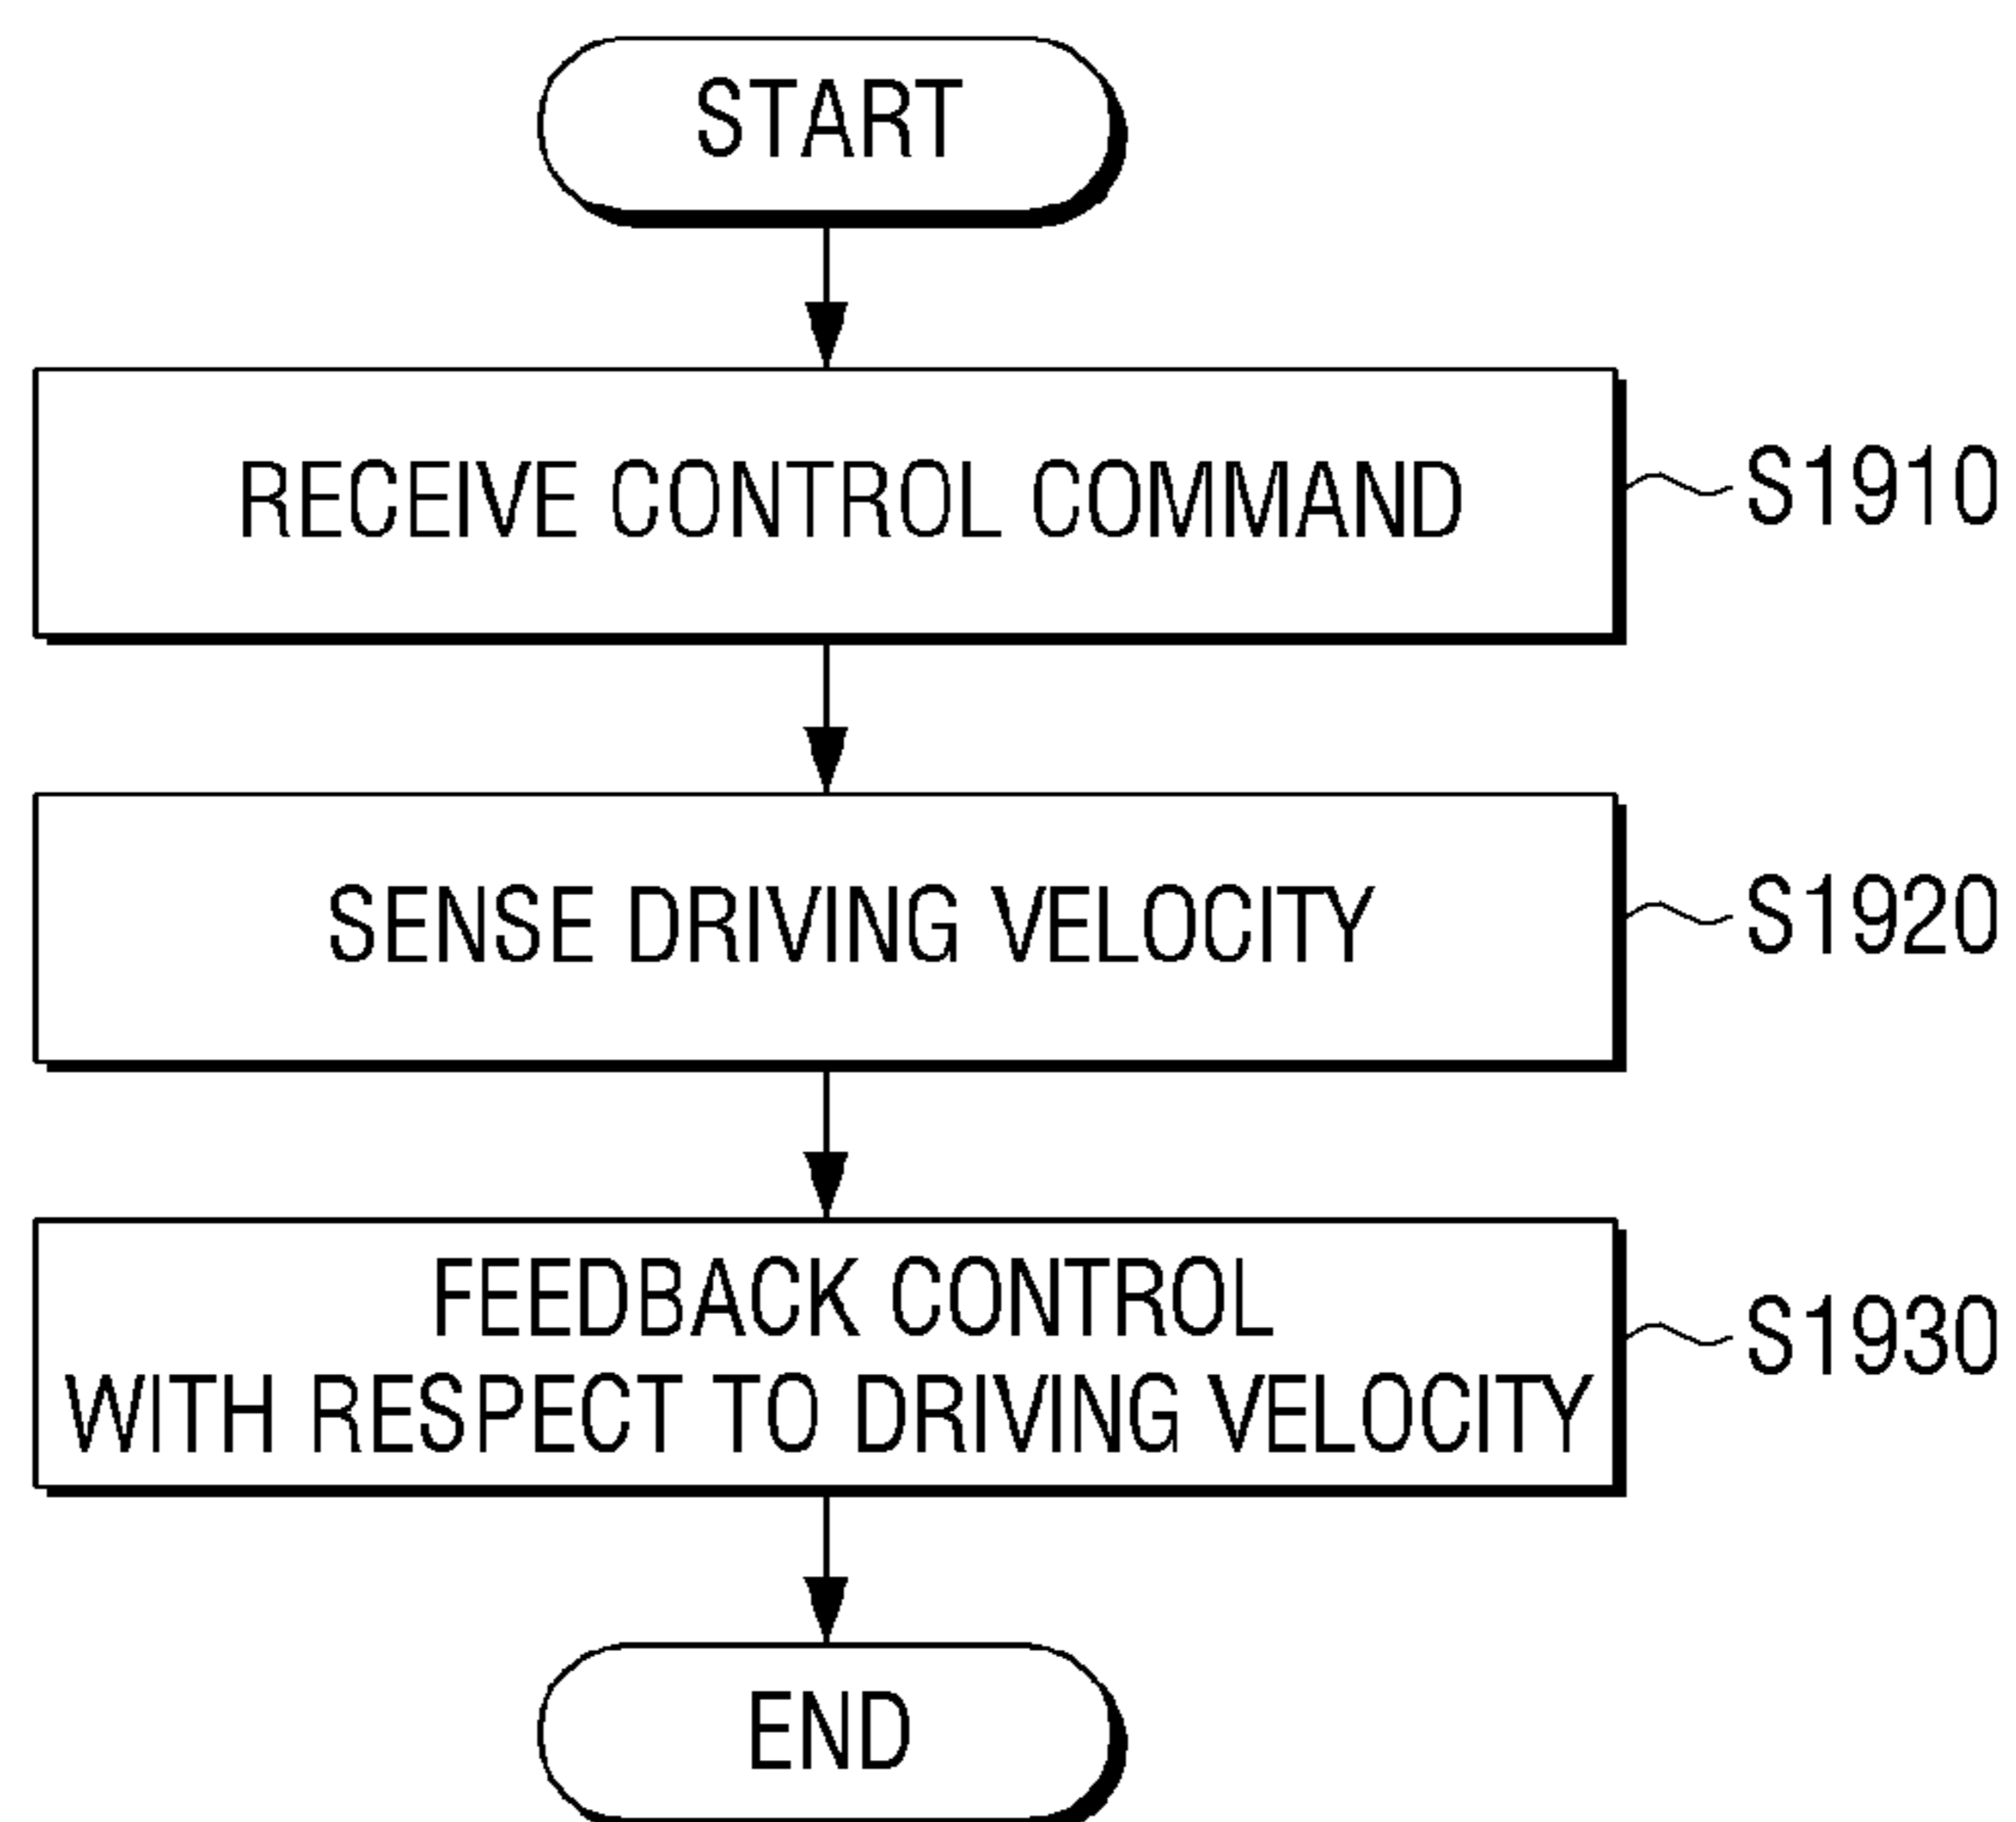 START
RECEIVE CONTROL COMMAND
S1910
SENSE DRIVING VELOCITY
S1920
FEEDBACK CONTROL
WITH RESPECT TO DRIVING VELOCITY
S1930
END